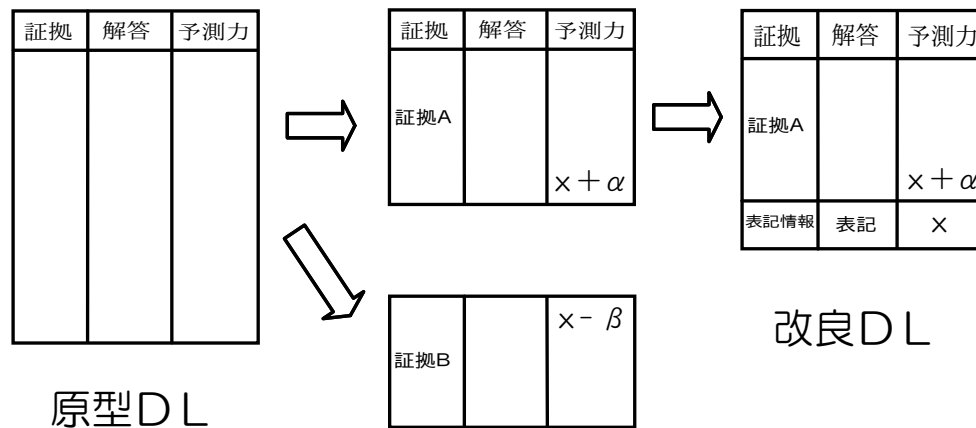 証拠 解答 予測力
原型DL
証拠 解答 予測力
証拠A
x+α
x-β
証拠B
証拠 解答 予測力
証拠A
x+α
表記情報 表記 x
改良DL